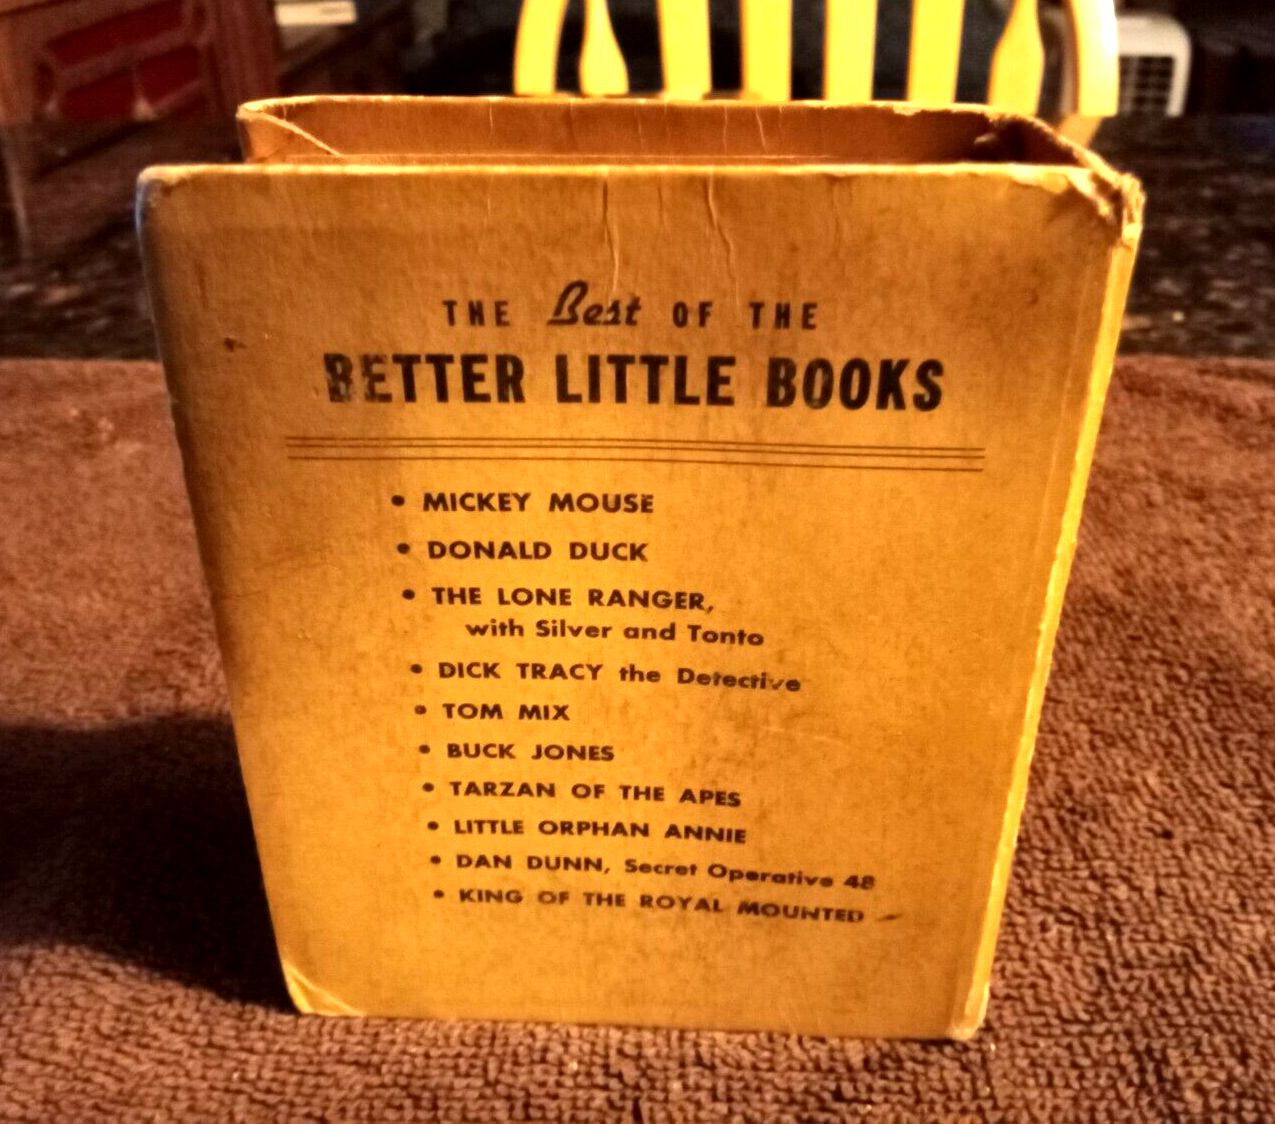 THE Best OF THE
BETTER LITTLE BOOKS
• MICKEY MOUSE
• DONALD DUCK
• THE LONE RANGER,
with Silver and Tonto
• DICK TRACY the Detective
• TOM MIX
• BUCK JONES
• TARZAN OF THE APES
• LITTLE ORPHAN ANNIE
• DAN DUNN, Secret Operative 48
• KING OF THE ROYAL MOUNTED